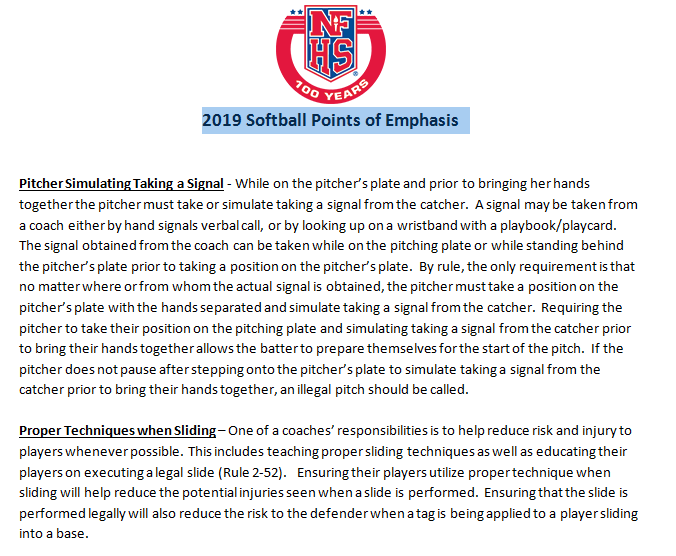 NF
HS
100 YEARS
2019 Softball Points of Emphasis
Pitcher Simulating Taking a Signal - While on the pitcher's plate and prior to bringing her hands
together the pitcher must take or simulate taking a signal from the catcher.  A signal may be taken from
a coach either by hand signals verbal call, or by looking up on a wristband with a playbook/playcard.
The signal obtained from the coach can be taken while on the pitching plate or while standing behind
the pitcher's plate prior to taking a position on the pitcher's plate.  By rule, the only requirement is that
no matter where or from whom the actual signal is obtained, the pitcher must take a position on the
pitcher's plate with the hands separated and simulate taking a signal from the catcher.  Requiring the
pitcher to take their position on the pitching plate and simulating taking a signal from the catcher prior
to bring their hands together allows the batter to prepare themselves for the start of the pitch.  If the
pitcher does not pause after stepping onto the pitcher's plate to simulate taking a signal from the
catcher prior to bring their hands together, an illegal pitch should be called.
Proper Techniques when Sliding – One of a coaches' responsibilities is to help reduce risk and injury to
players whenever possible. This includes teaching proper sliding techniques as well as educating their
players on executing a legal slide (Rule 2-52).   Ensuring their players utilize proper technique when
sliding will help reduce the potential injuries seen when a slide is performed.  Ensuring that the slide is
performed legally will also reduce the risk to the defender when a tag is being applied to a player sliding
into a base.